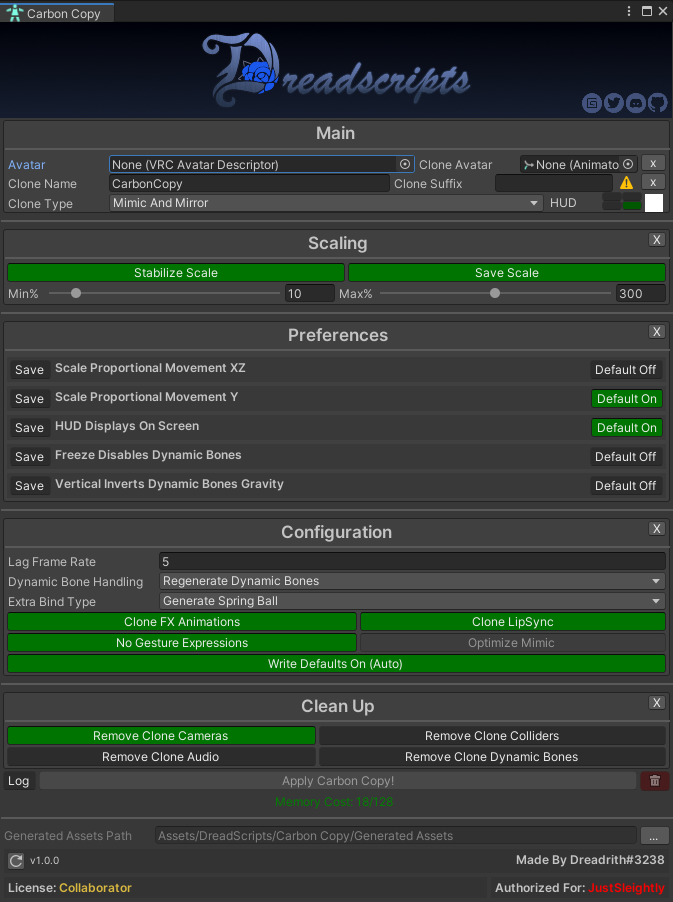 Carbon Copy
Dreadscripts
Main
Avatar None (VRC Avatar Descriptor) Clone Avatar None (Animato x
Clone Name CarbonCopy Clone Suffix x
Clone Type Mimic And Mirror HUD
Scaling X
Stabilize Scale Save Scale
Min% 10 Max% 300
Preferences X
Save Scale Proportional Movement XZ Default Off
Save Scale Proportional Movement Y Default On
Save HUD Displays On Screen Default On
Save Freeze Disables Dynamic Bones Default Off
Save Vertical Inverts Dynamic Bones Gravity Default Off
Configuration X
Lag Frame Rate 5
Dynamic Bone Handling Regenerate Dynamic Bones
Extra Bind Type Generate Spring Ball
Clone FX Animations Clone LipSync
No Gesture Expressions Optimize Mimic
Write Defaults On (Auto)
Clean Up X
Remove Clone Cameras Remove Clone Colliders
Remove Clone Audio Remove Clone Dynamic Bones
Log Apply Carbon Copy!
Memory Cost: 18/128
Generated Assets Path Assets/DreadScripts/Carbon Copy/Generated Assets ...
v1.0.0 Made By Dreadrith#3238
License: Collaborator Authorized For: JustSleightly